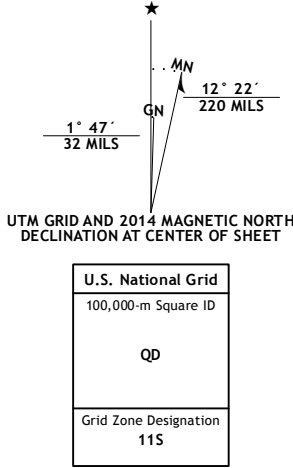 ★
MN
GN
12° 22´
220 MILS
1° 47´
32 MILS
UTM GRID AND 2014 MAGNETIC NORTH
DECLINATION AT CENTER OF SHEET
U.S. National Grid
100,000-m Square ID
QD
Grid Zone Designation
11S